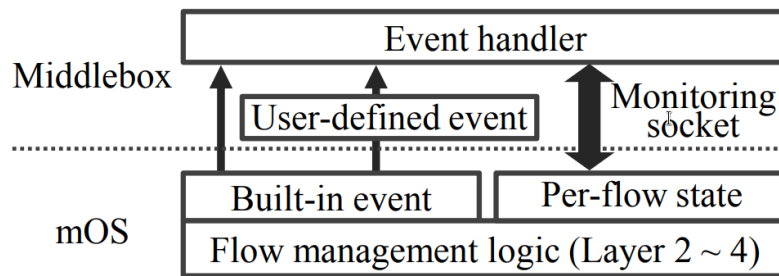 Event handler
Middlebox
User-defined event
Monitoring
socket
Built-in event
Per-flow state
mOS
Flow management logic (Layer 2 ~ 4)